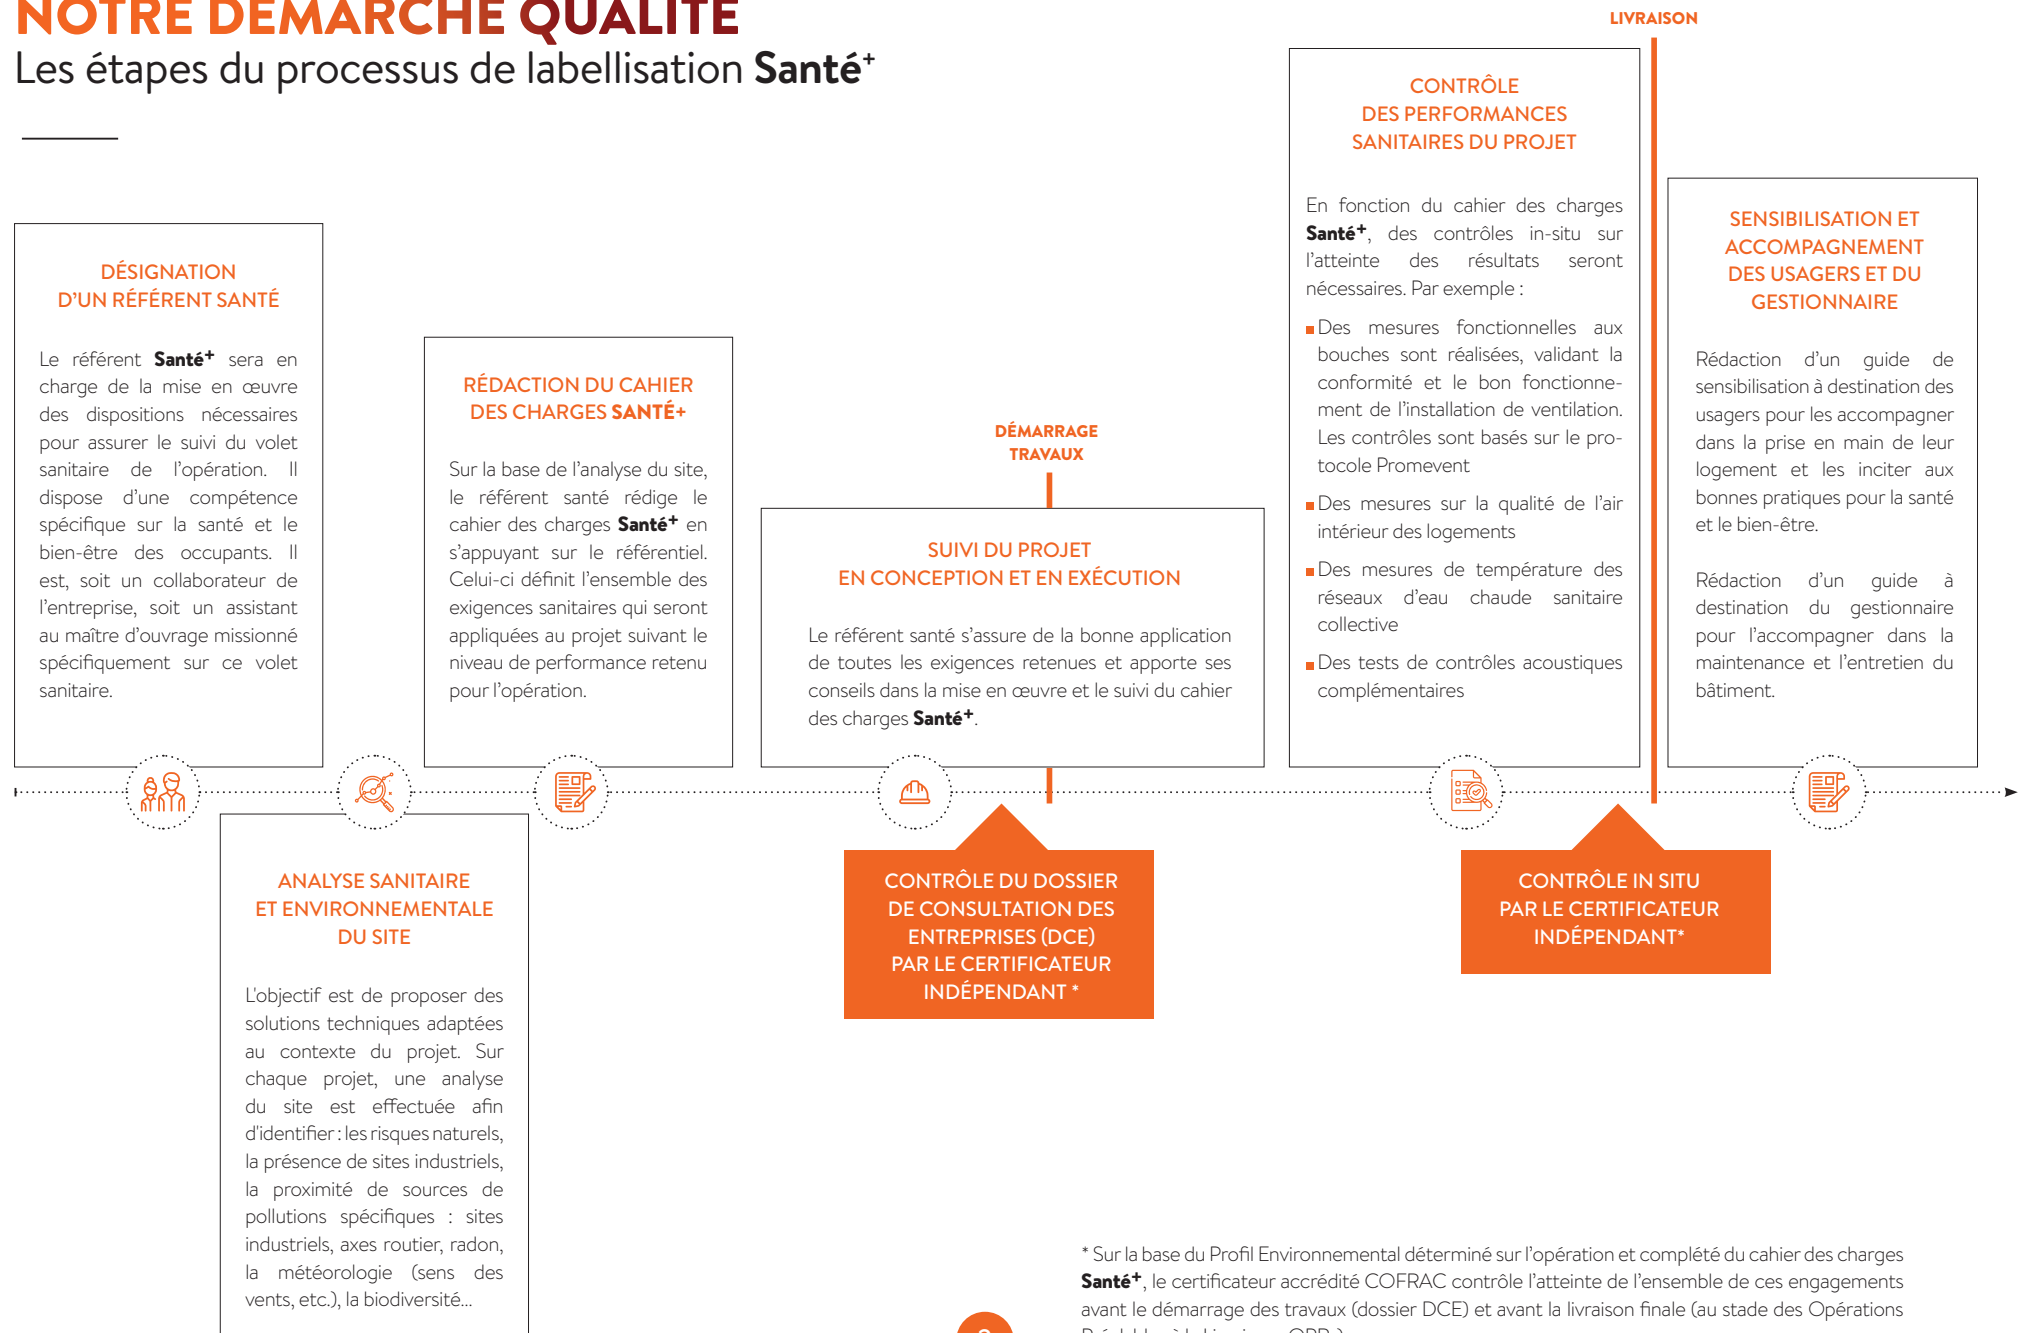 NOTRE DÉMARCHE QUALITÉ
Les étapes du processus de labellisation Santé+
DÉSIGNATION
D’UN RÉFÉRENT SANTÉ
Le référent Santé+ sera en
charge de la mise en œuvre
des dispositions nécessaires
pour assurer le suivi du volet
sanitaire de l’opération. Il
dispose d’une compétence
spécifique sur la santé et le
bien-être des occupants. Il
est, soit un collaborateur de
l’entreprise, soit un assistant
au maître d’ouvrage missionné
spécifiquement sur ce volet
sanitaire.
ANALYSE SANITAIRE
ET ENVIRONNEMENTALE
DU SITE
L'objectif est de proposer des
solutions techniques adaptées
au contexte du projet. Sur
chaque projet, une analyse
du site est effectuée afin
d'identifier : les risques naturels,
la présence de sites industriels,
la proximité de sources de
pollutions spécifiques : sites
industriels, axes routier, radon,
la météorologie (sens des
vents, etc.), la biodiversité...
RÉDACTION DU CAHIER
DES CHARGES SANTÉ+
Sur la base de l’analyse du site,
le référent santé rédige le
cahier des charges Santé+ en
s’appuyant sur le référentiel.
Celui-ci définit l’ensemble des
exigences sanitaires qui seront
appliquées au projet suivant le
niveau de performance retenu
pour l’opération.
DÉMARRAGE
TRAVAUX
SUIVI DU PROJET
EN CONCEPTION ET EN EXÉCUTION
Le référent santé s’assure de la bonne application
de toutes les exigences retenues et apporte ses
conseils dans la mise en œuvre et le suivi du cahier
des charges Santé+.
CONTRÔLE DU DOSSIER
DE CONSULTATION DES
ENTREPRISES (DCE)
PAR LE CERTIFICATEUR
INDÉPENDANT *
CONTRÔLE
DES PERFORMANCES
SANITAIRES DU PROJET
En fonction du cahier des charges
Santé+, des contrôles in-situ sur
l’atteinte des résultats seront
nécessaires. Par exemple :
Des mesures fonctionnelles aux
bouches sont réalisées, validant la
conformité et le bon fonctionne-
ment de l’installation de ventilation.
Les contrôles sont basés sur le pro-
tocole Promevent
Des mesures sur la qualité de l’air
intérieur des logements
Des mesures de température des
réseaux d’eau chaude sanitaire
collective
Des tests de contrôles acoustiques
complémentaires
LIVRAISON
CONTRÔLE IN SITU
PAR LE CERTIFICATEUR
INDÉPENDANT*
SENSIBILISATION ET
ACCOMPAGNEMENT
DES USAGERS ET DU
GESTIONNAIRE
Rédaction d’un guide de
sensibilisation à destination des
usagers pour les accompagner
dans la prise en main de leur
logement et les inciter aux
bonnes pratiques pour la santé
et le bien-être.
Rédaction d’un guide à
destination du gestionnaire
pour l’accompagner dans la
maintenance et l’entretien du
bâtiment.
* Sur la base du Profil Environnemental déterminé sur l’opération et complété du cahier des charges
Santé+, le certificateur accrédité COFRAC contrôle l’atteinte de l’ensemble de ces engagements
avant le démarrage des travaux (dossier DCE) et avant la livraison finale (au stade des Opérations